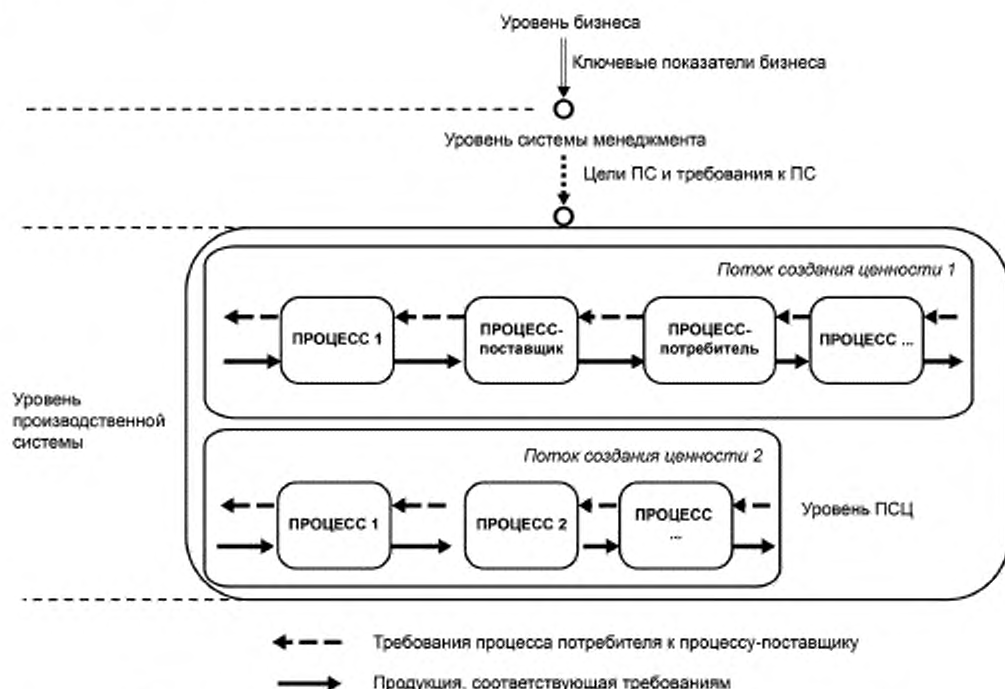 Уровень бизнеса
Ключевые показатели бизнеса
Уровень системы менеджмента
Цели ПС и требования к ПС
Поток создания ценности 1
ПРОЦЕСС 1
ПРОЦЕСС-
поставщик
ПРОЦЕСС-
потребитель
ПРОЦЕСС ...
Уровень
производственной
системы
Поток создания ценности 2
ПРОЦЕСС 1
ПРОЦЕСС 2
ПРОЦЕСС
...
Уровень ПСЦ
Требования процесса потребителя к процессу-поставщику
Продукция, соответствующая требованиям